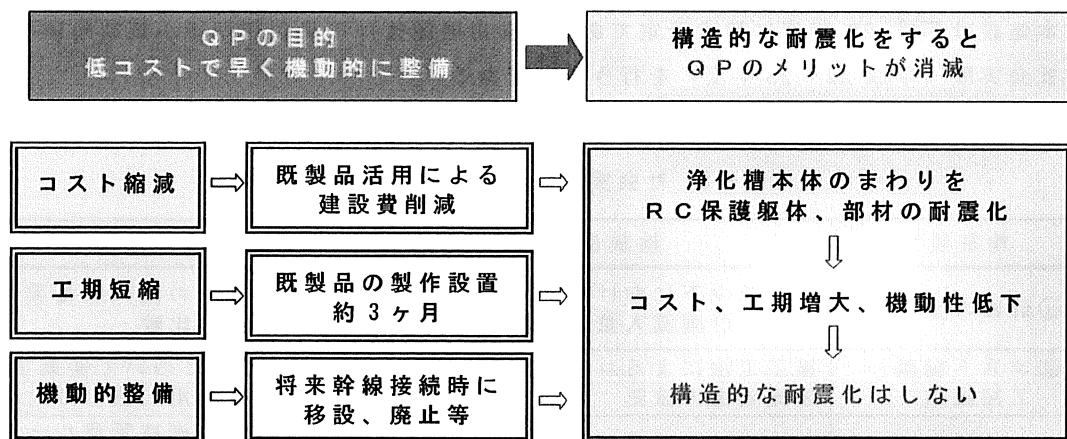 QPの目的
低コストで早く機動的に整備
構造的な耐震化をすると
QPのメリットが消滅
コスト縮減
既製品活用による
建設費削減
工期短縮
既製品の製作設置
約3ヶ月
機動的整備
将来幹線接続時に
移設、廃止等
浄化槽本体のまわりを
RC保護躯体、部材の耐震化
コスト、工期増大、機動性低下
構造的な耐震化はしない